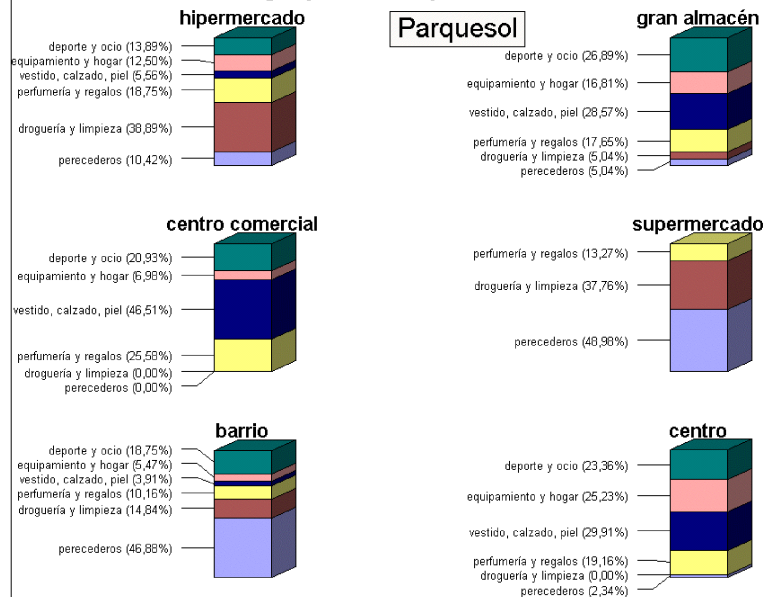 hipermercado
deporte y ocio (13,89%)
equipamiento y hogar (12,50%)
vestido, calzado, piel (5,56%)
perfumería y regalos (18,75%)
droguería y limpieza (38,89%)
perecederos (10,42%)
Parquesol
gran almacén
deporte y ocio (26,89%)
equipamiento y hogar (16,81%)
vestido, calzado, piel (28,57%)
perfumería y regalos (17,65%)
droguería y limpieza (5,04%)
perecederos (5,04%)
centro comercial
deporte y ocio (20,93%)
equipamiento y hogar (6,98%)
vestido, calzado, piel (46,51%)
perfumería y regalos (25,58%)
droguería y limpieza (0,00%)
perecederos (0,00%)
supermercado
perfumería y regalos (13,27%)
droguería y limpieza (37,76%)
perecederos (48,98%)
barrio
deporte y ocio (18,75%)
equipamiento y hogar (5,47%)
vestido, calzado, piel (3,91%)
perfumería y regalos (10,16%)
droguería y limpieza (14,84%)
perecederos (46,88%)
centro
deporte y ocio (23,36%)
equipamiento y hogar (25,23%)
vestido, calzado, piel (29,91%)
perfumería y regalos (19,16%)
droguería y limpieza (0,00%)
perecederos (2,34%)